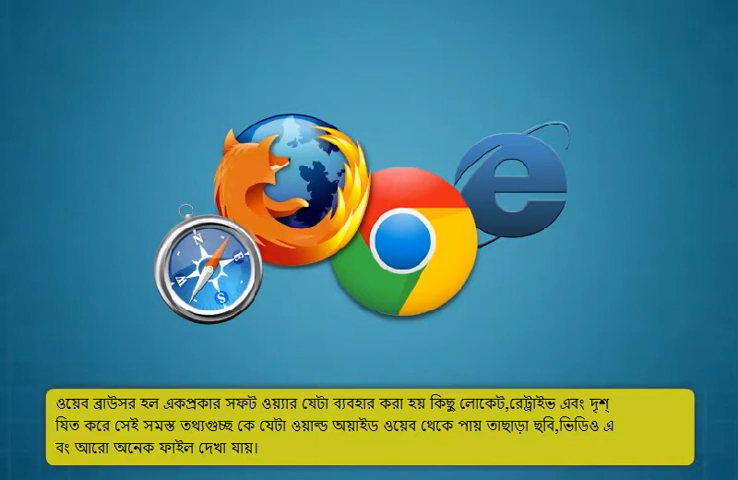 ওয়েব ব্রাউসর হল একপ্রকার সফট ওয়্যার যেটা ব্যবহার করা হয় কিছু লোকেট,রেট্রাইভ এবং দৃশ্
ষিত করে সেই সমস্ত তথ্যগুচ্ছ কে যেটা ওয়াল্ড অয়াইড ওয়েব থেকে পায় তাছাড়া ছবি,ভিডিও এ
বং আরো অনেক ফাইল দেখা যায়।
N
E
W
S
e